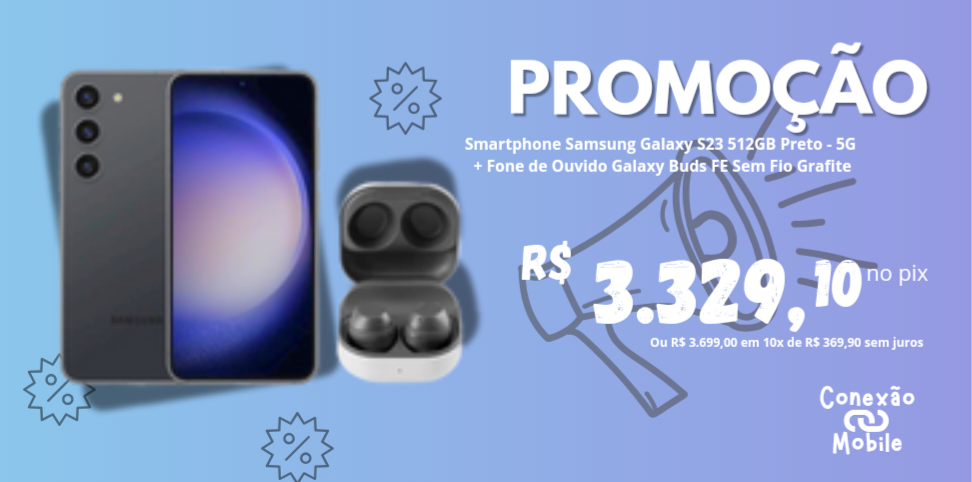 PROMOÇÃO
Smartphone Samsung Galaxy S23 512GB Preto - 5G
+ Fone de Ouvido Galaxy Buds FE Sem Fio Grafite
R$ 3.329,10 no pix
Ou R$ 3.699,00 em 10x de R$ 369,90 sem juros
SAMSUNG
Conexão
Mobile